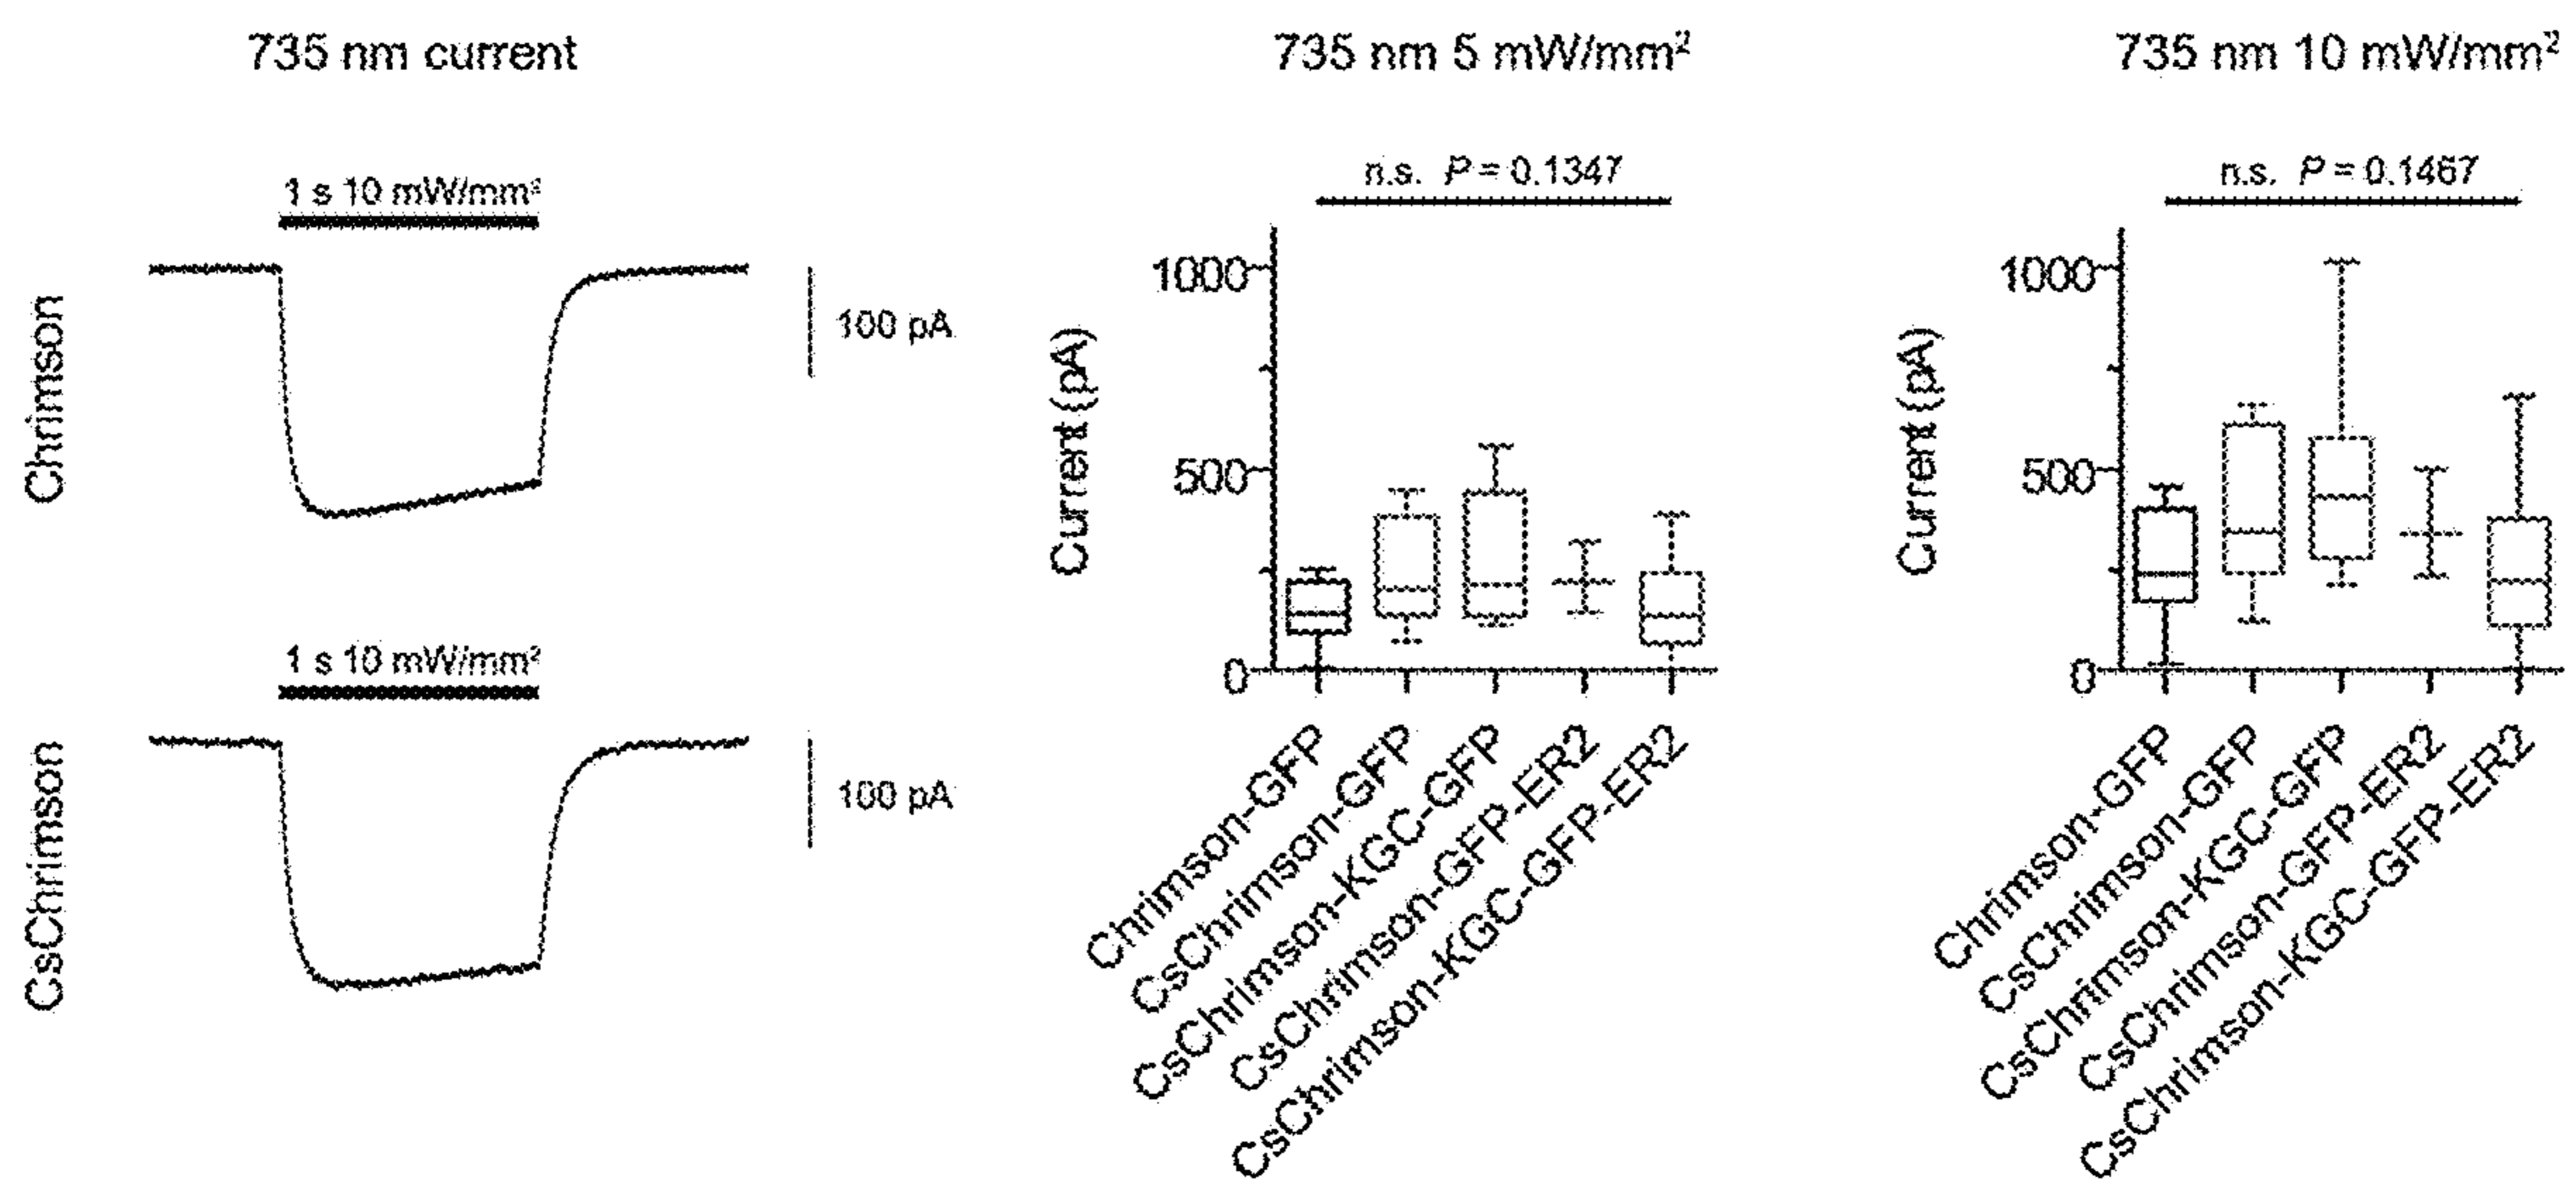 735 nm current
735 nm 5 mW/mm²
735 nm 10 mW/mm²
1 s 10 mW/mm²
Chrimson
100 pA
1 s 10 mW/mm²
CsChrimson
100 pA
n.s. P = 0.1347
Current (pA)
1000
500
0
Chrimson-GFP
CsChrimson-GFP
CsChrimson-KGC-GFP
CsChrimson-GFP-ER2
CsChrimson-KGC-GFP-ER2
n.s. P = 0.1467
Current (pA)
1000
500
0
Chrimson-GFP
CsChrimson-GFP
CsChrimson-KGC-GFP
CsChrimson-GFP-ER2
CsChrimson-KGC-GFP-ER2